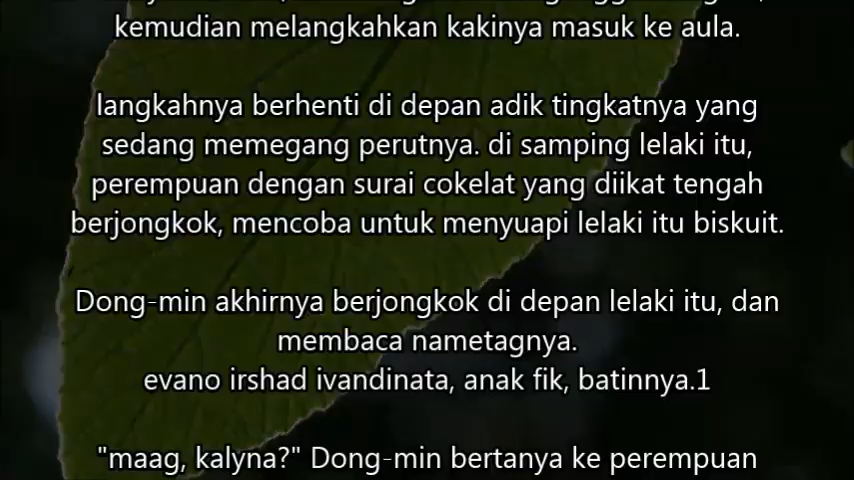 kemudian melangkahkan kakinya masuk ke aula.
langkahnya berhenti di depan adik tingkatnya yang
sedang memegang perutnya. di samping lelaki itu,
perempuan dengan surai cokelat yang diikat tengah
berjongkok, mencoba untuk menyuapi lelaki itu biskuit.
Dong-min akhirnya berjongkok di depan lelaki itu, dan
membaca nametagnya.
evano irshad ivandinata, anak fik, batinnya.1
"maag, kalyna?" Dong-min bertanya ke perempuan